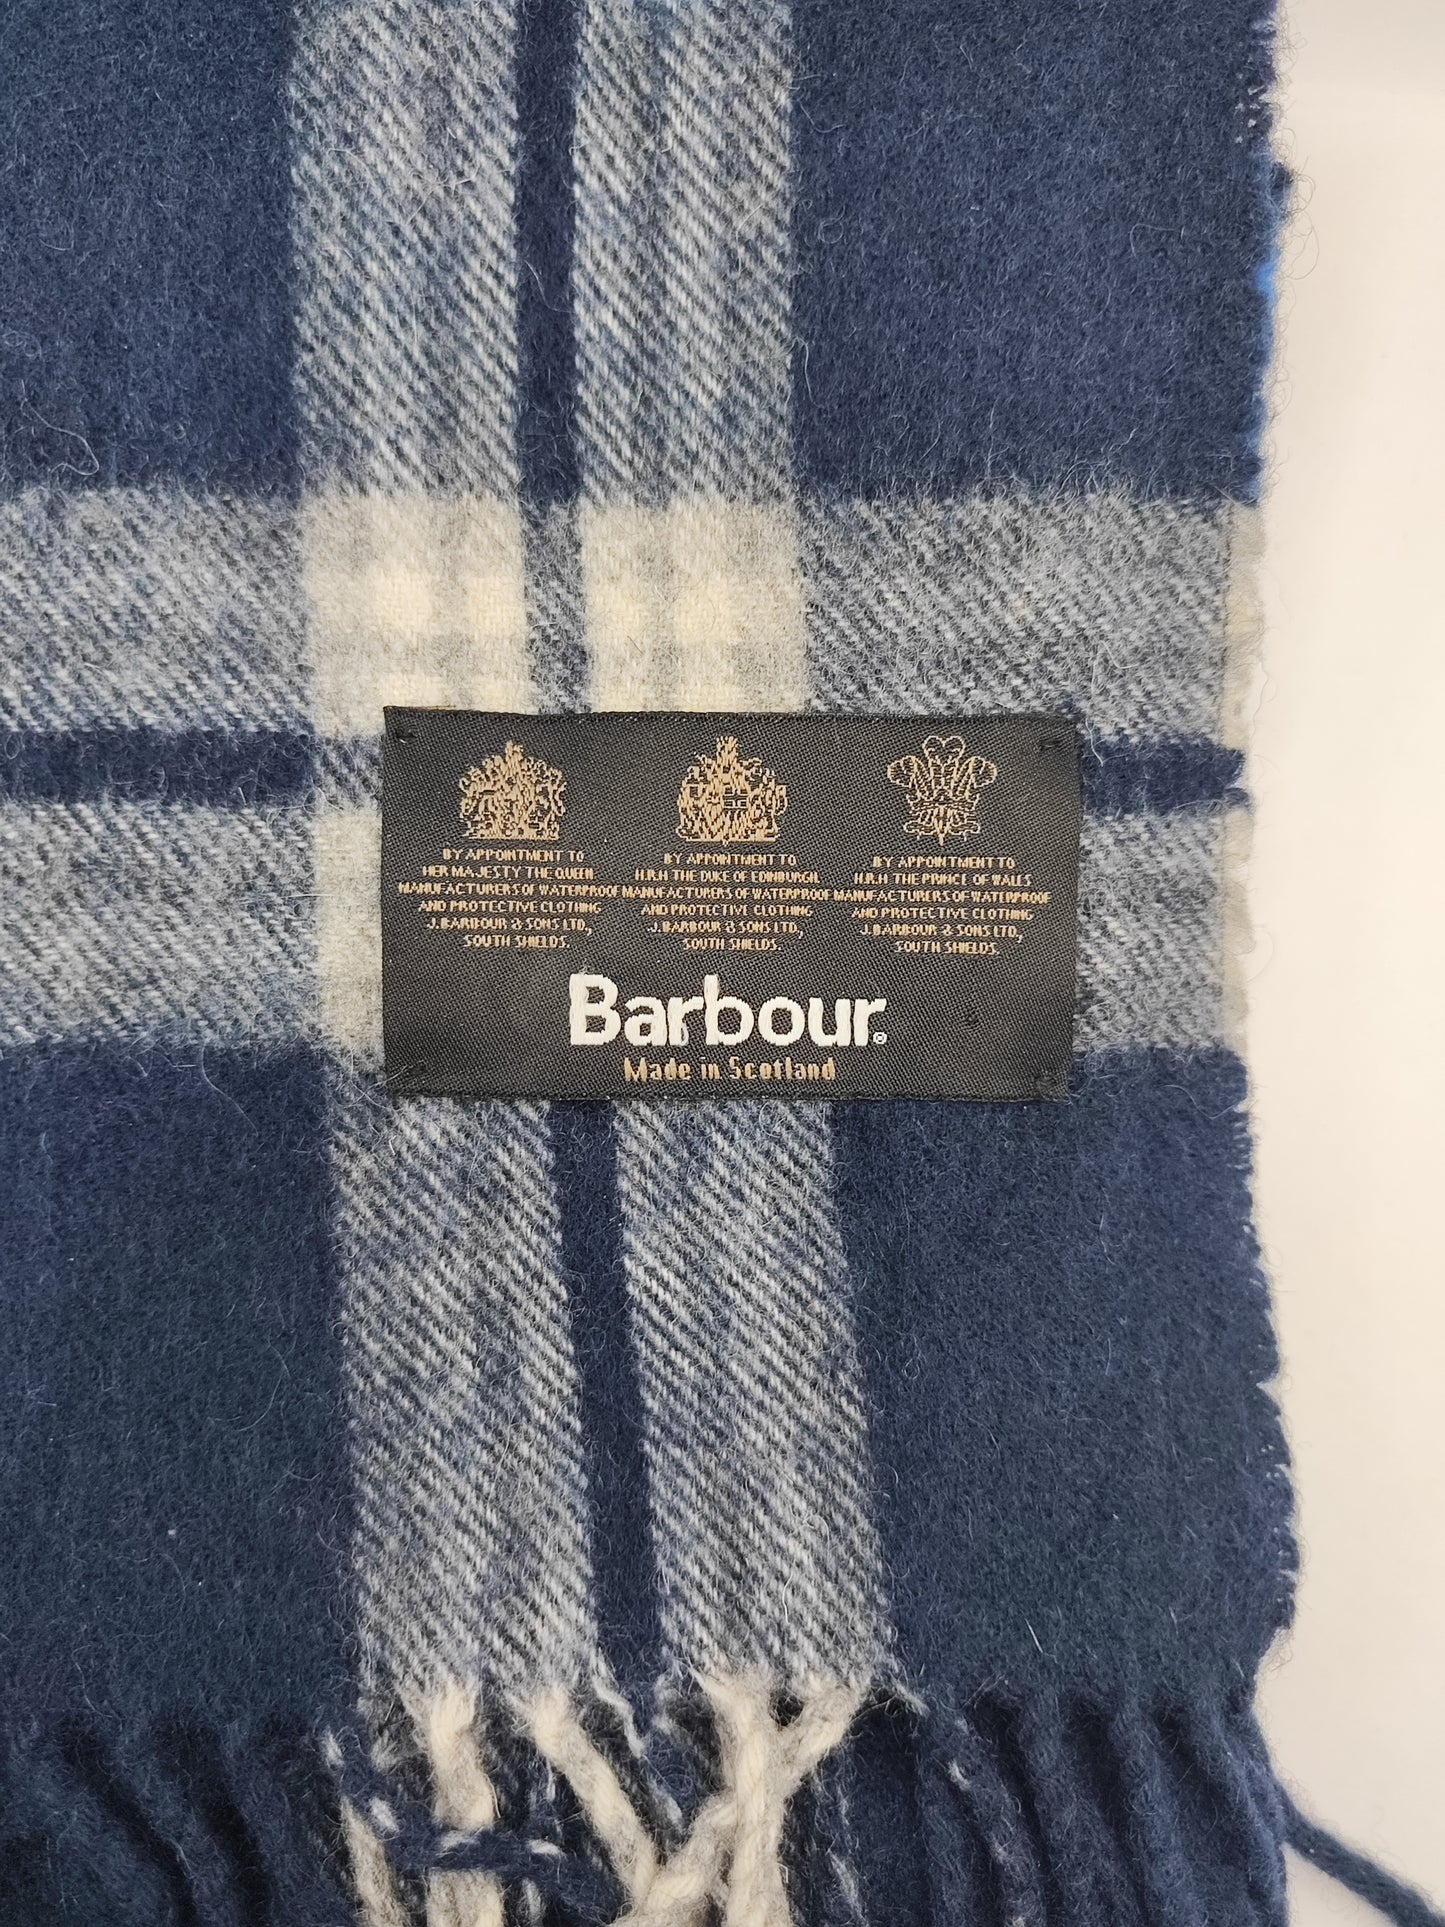 BY APPOINTMENT TO
HER MAJESTY THE QUEEN
MANUFACTURERS OF WATERPROOF
AND PROTECTIVE CLOTHING
J. BARBOUR & SONS LTD,
SOUTH SHIELDS.
BY APPOINTMENT TO
H.R.H THE DUKE OF EDINBURGH
MANUFACTURERS OF WATERPROOF
AND PROTECTIVE CLOTHING
J. BARBOUR & SONS LTD,
SOUTH SHIELDS.
BY APPOINTMENT TO
H.R.H THE PRINCE OF WALES
MANUFACTURERS OF WATERPROOF
AND PROTECTIVE CLOTHING
J. BARBOUR & SONS LTD,
SOUTH SHIELDS.
Barbour®
Made in Scotland